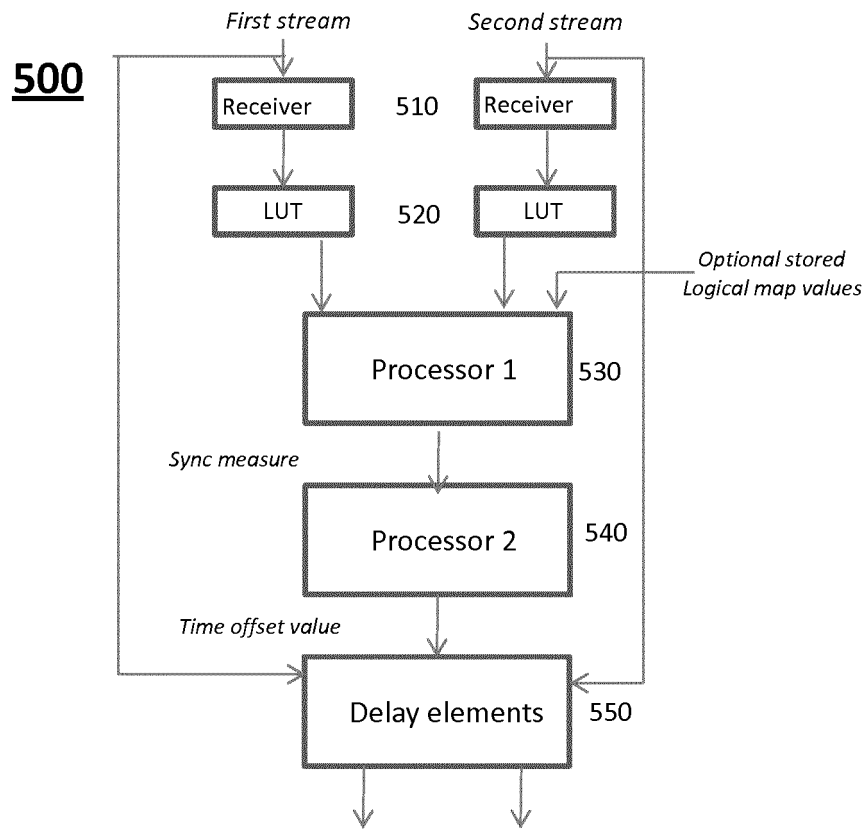 First stream
Second stream
500
Receiver
510
Receiver
LUT
520
LUT
Optional stored
Logical map values
Processor 1
530
Sync measure
Processor 2
540
Time offset value
Delay elements
550